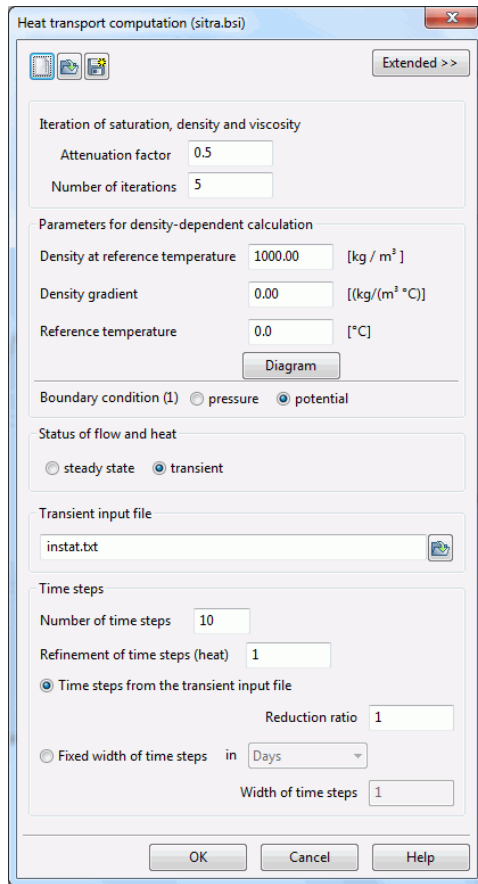 Heat transport computation (sitra.bsi)
Extended >>
Iteration of saturation, density and viscosity
Attenuation factor 0.5
Number of iterations 5
Parameters for density-dependent calculation
Density at reference temperature 1000.00 [kg / m³ ]
Density gradient 0.00 [(kg/(m³ °C)]
Reference temperature 0.0 [°C]
Diagram
Boundary condition (1) pressure potential
Status of flow and heat
steady state transient
Transient input file
instat.txt
Time steps
Number of time steps 10
Refinement of time steps (heat) 1
Time steps from the transient input file
Reduction ratio 1
Fixed width of time steps in Days
Width of time steps 1
OK Cancel Help